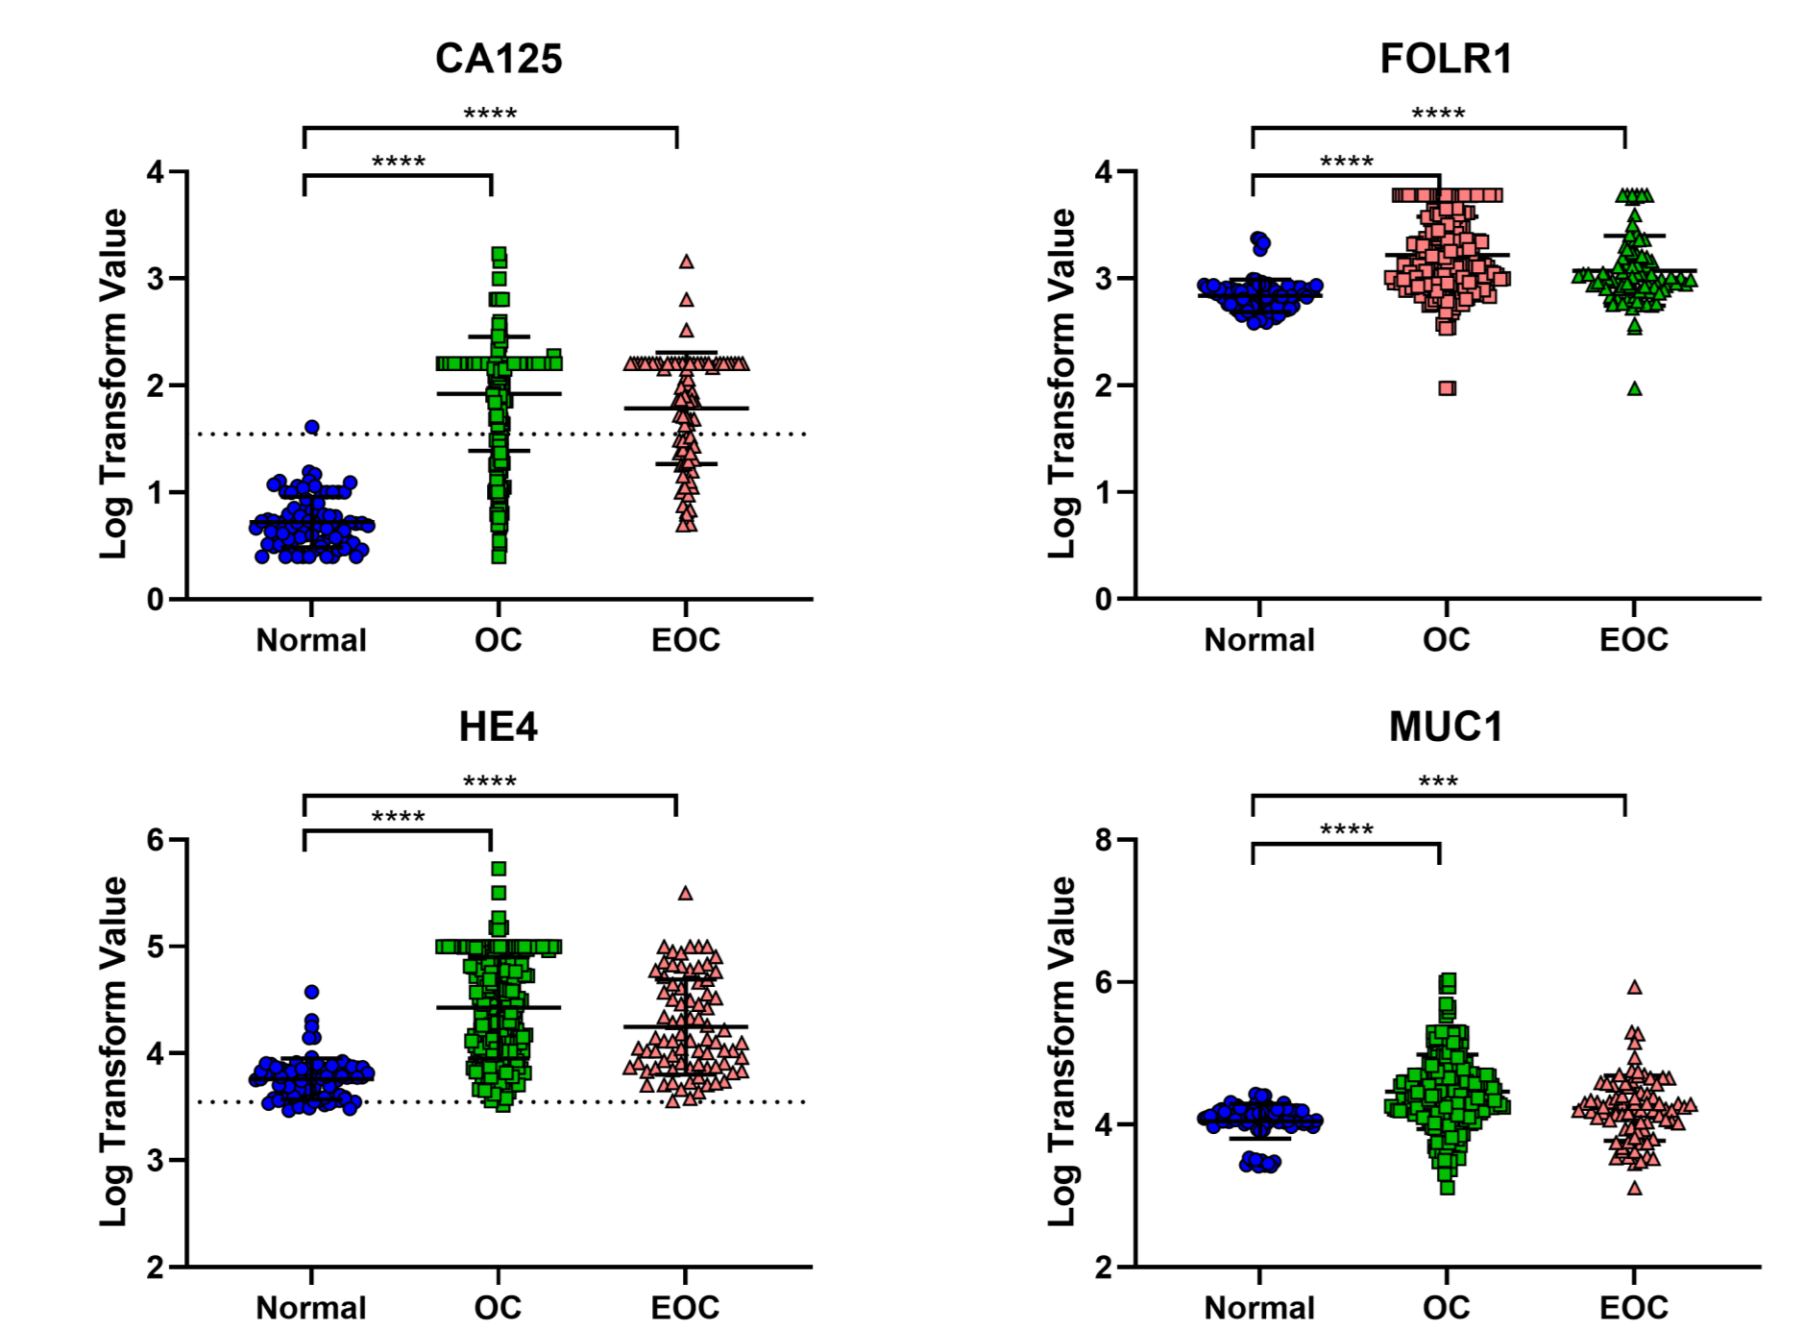 CA125
****
****
Log Transform Value
4
3
2
1
0
Normal OC EOC
FOLR1
****
****
Log Transform Value
4
3
2
1
0
Normal OC EOC
HE4
****
****
Log Transform Value
6
5
4
3
2
Normal OC EOC
MUC1
***
****
Log Transform Value
8
6
4
2
Normal OC EOC